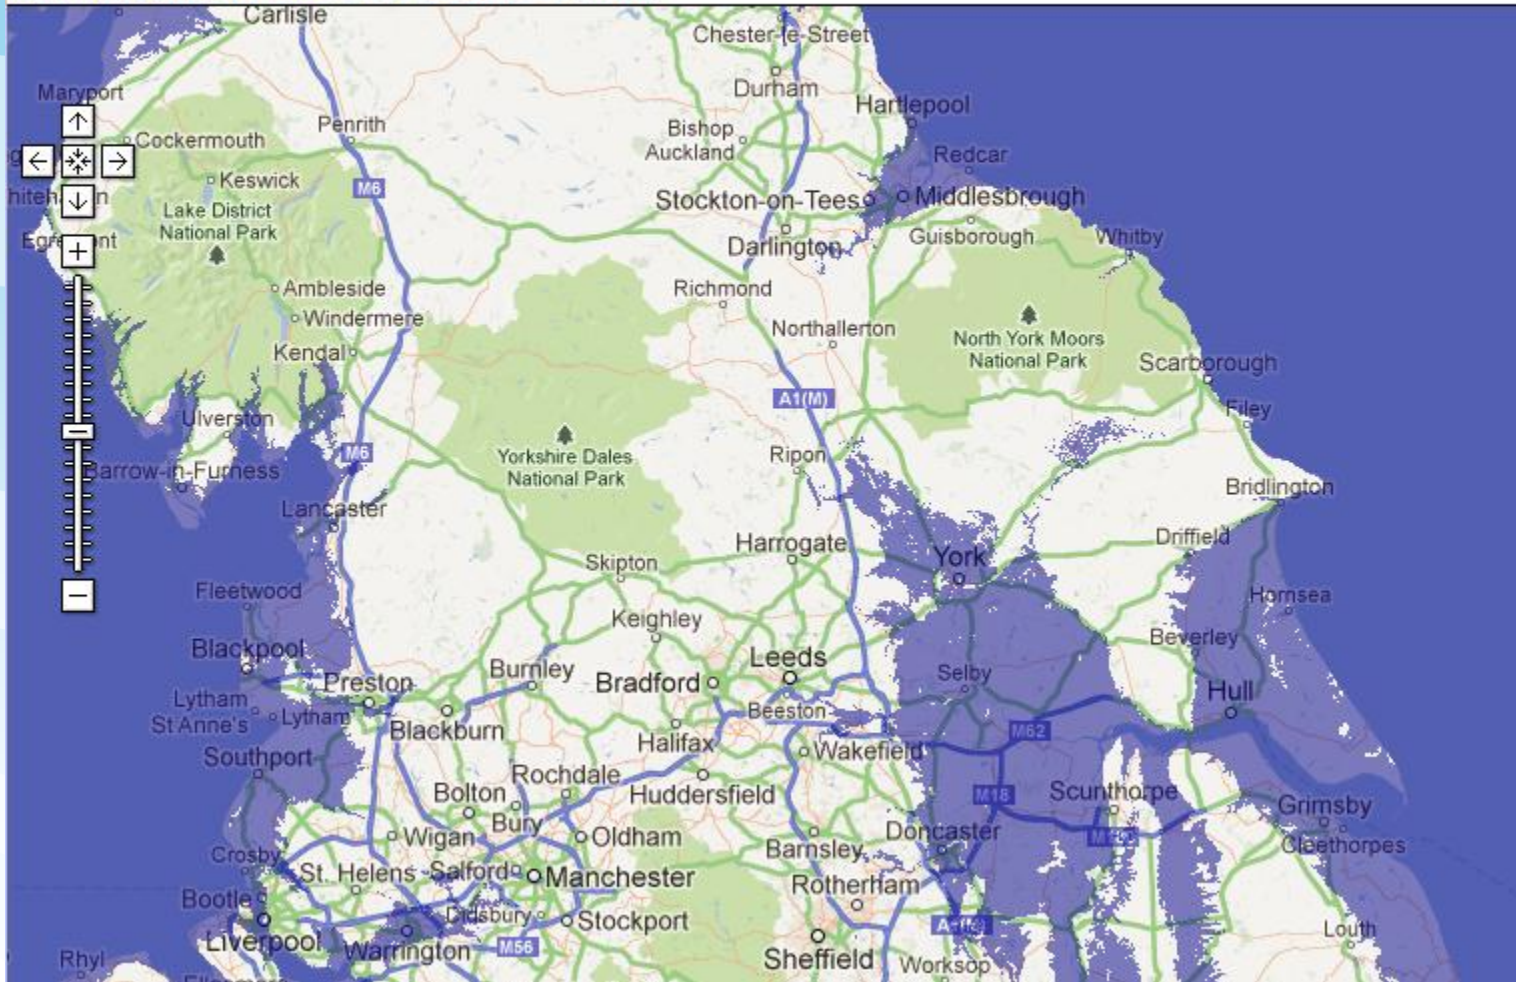 Carlisle
Chester-le-Street
Durham
Maryport
Hartlepool
Penrith
Bishop
Auckland
Cockermouth
Redcar
Keswick
M6
Stockton-on-Tees
Middlesbrough
Lake District
National Park
Egremont
Darlington
Guisborough
Whitby
Ambleside
Richmond
Windermere
Northallerton
North York Moors
National Park
Kendal
Scarborough
A1(M)
Filey
Ulverston
M6
Yorkshire Dales
National Park
Ripon
Barrow-in-Furness
Bridlington
Lancaster
Harrogate
Driffield
York
Skipton
Fleetwood
Hornsea
Keighley
Beverley
Blackpool
Leeds
Burnley
Selby
Preston
Bradford
Hull
Lytham
St Anne's
Lytham
Beeston
Blackburn
M62
Halifax
Wakefield
Southport
Rochdale
Bolton
Huddersfield
M18
Scunthorpe
Grimsby
Bury
Wigan
Oldham
Doncaster
Cleethorpes
Barnsley
Crosby
St. Helens
Salford
Manchester
Rotherham
Bootle
Didsbury
Stockport
Liverpool
Warrington
M56
A1(M)
Louth
Rhyl
Sheffield
Worksop